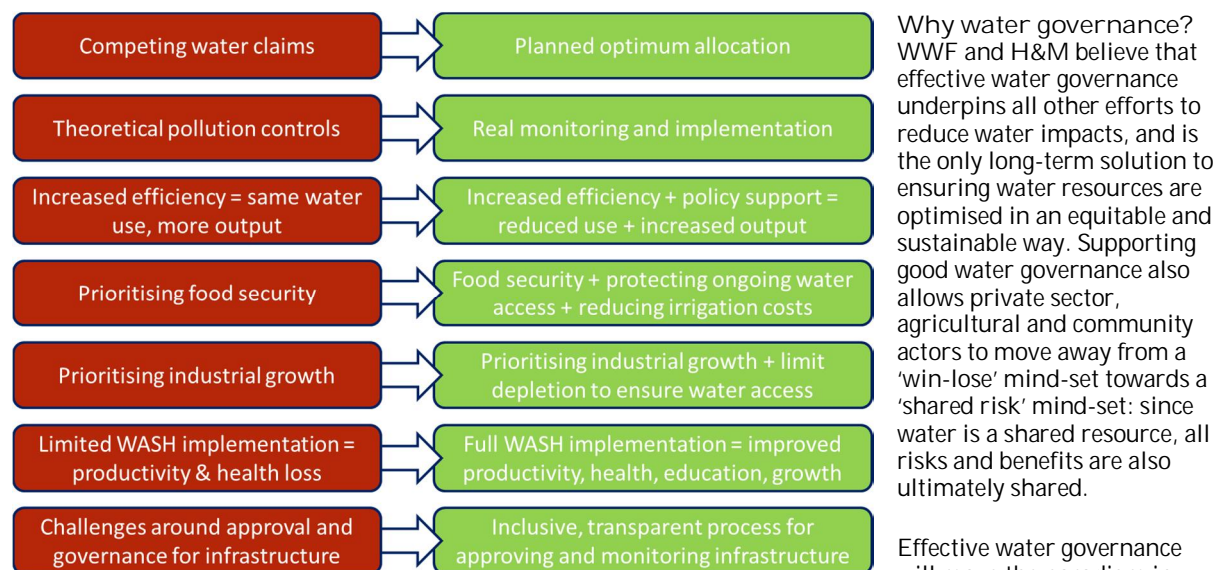 Competing water claims
Planned optimum allocation
Theoretical pollution controls
Real monitoring and implementation
Increased efficiency = same water
use, more output
Increased efficiency + policy support =
reduced use + increased output
Prioritising food security
Food security + protecting ongoing water
access + reducing irrigation costs
Prioritising industrial growth
Prioritising industrial growth + limit
depletion to ensure water access
Limited WASH implementation =
productivity & health loss
Full WASH implementation = improved
productivity, health, education, growth
Challenges around approval and
governance for infrastructure
Inclusive, transparent process for
approving and monitoring infrastructure
Why water governance?
WWF and H&M believe that
effective water governance
underpins all other efforts to
reduce water impacts, and is
the only long-term solution to
ensuring water resources are
optimised in an equitable and
sustainable way. Supporting
good water governance also
allows private sector,
agricultural and community
actors to move away from a
‘win-lose’ mind-set towards a
‘shared risk’ mind-set: since
water is a shared resource, all
risks and benefits are also
ultimately shared.
Effective water governance